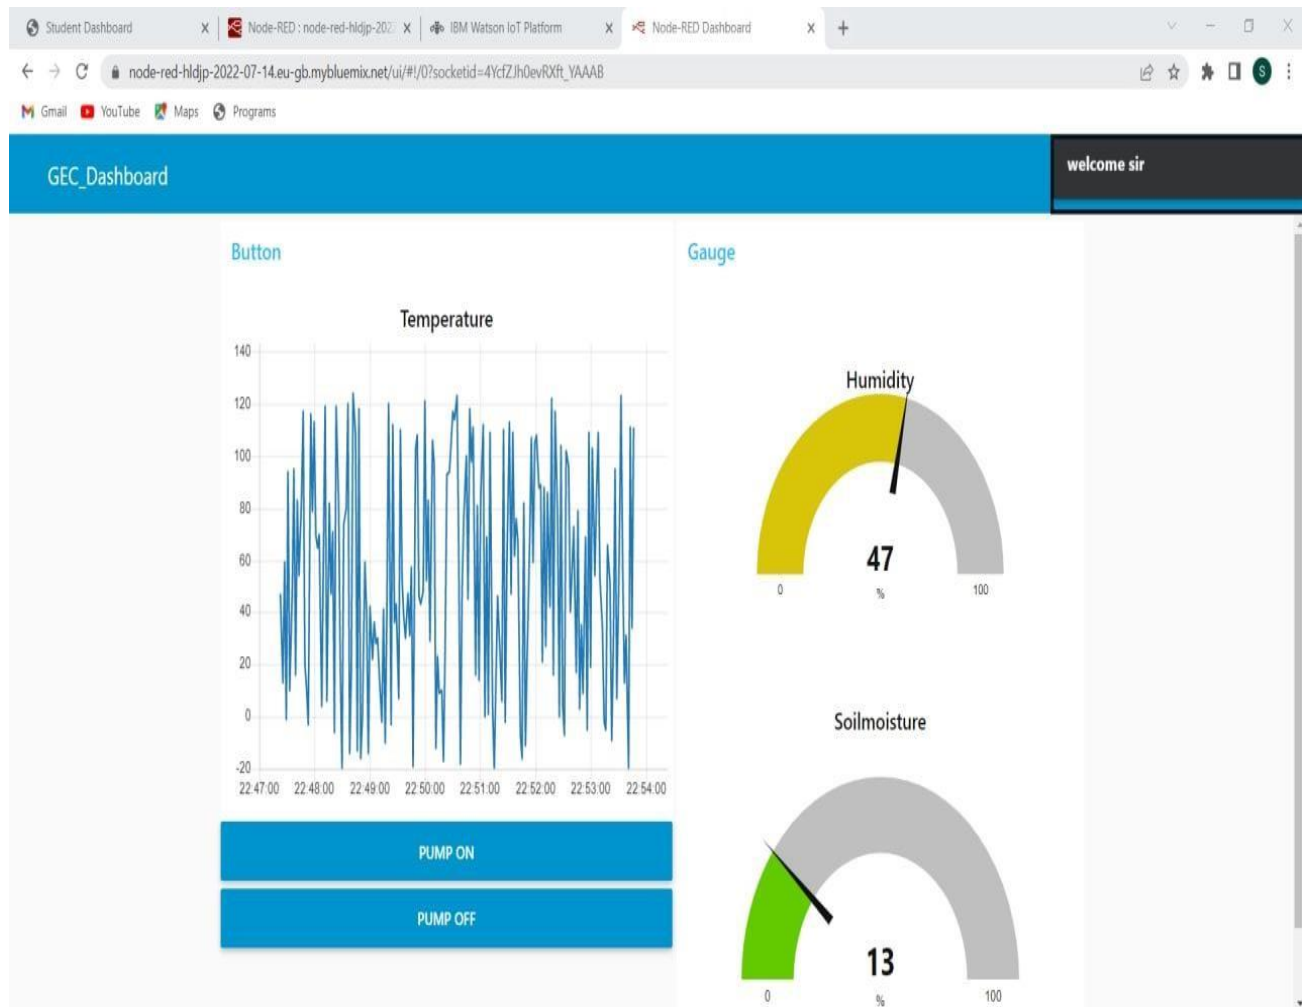 Student Dashboard
Node-RED : node-red-hldjp-202
IBM Watson IoT Platform
Node-RED Dashboard
node-red-hldjp-2022-07-14.eu-gb.mybluemix.net/ui/#!/0?socketid=4YcfZJh0evRXft_YAAAB
S
Gmail YouTube Maps Programs
GEC_Dashboard
welcome sir
Button
Temperature
140
120
100
80
60
40
20
0
-20
22:47:00 22:48:00 22:49:00 22:50:00 22:51:00 22:52:00 22:53:00 22:54:00
PUMP ON
PUMP OFF
Gauge
Humidity
47
%
0 100
Soilmoisture
13
%
0 100